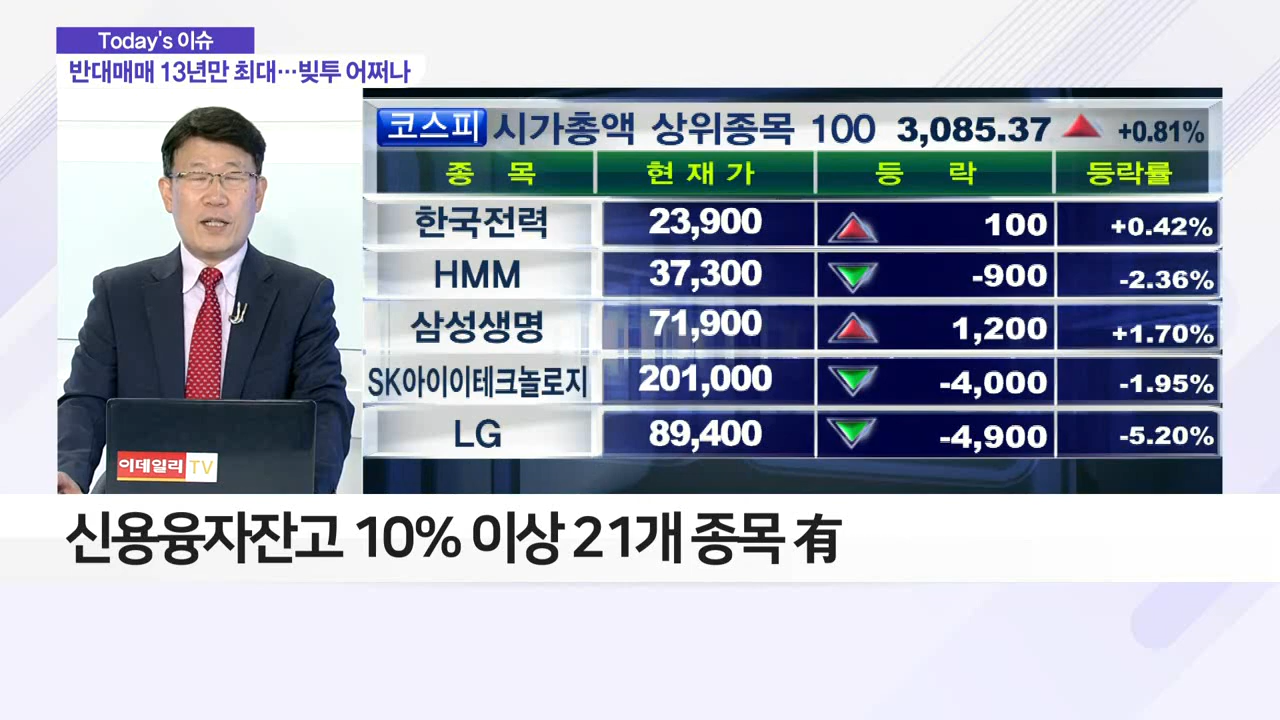 Today's 이슈
반대매매 13년만 최대…빚투 어쩌나
코스피 시가총액 상위종목 100 3,085.37 ▲ +0.81%
종 목 현 재 가 등 락 등락률
한국전력 23,900 ▲ 100 +0.42%
HMM 37,300 ▼ -900 -2.36%
삼성생명 71,900 ▲ 1,200 +1.70%
SK아이이테크놀로지 201,000 ▼ -4,000 -1.95%
LG 89,400 ▼ -4,900 -5.20%
이데일리TV
신용융자잔고 10% 이상 21개 종목 有